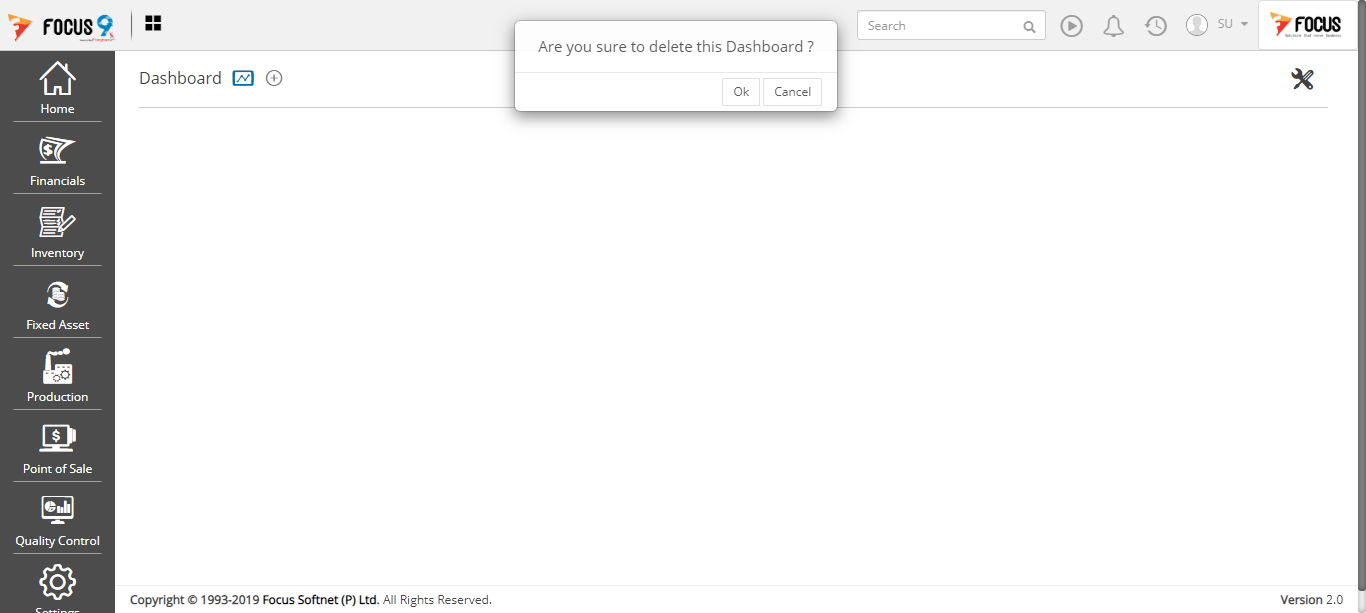 FOCUS 9
Are you sure to delete this Dashboard ?
Ok
Cancel
Search
SU
FOCUS
Dashboard
Home
Financials
Inventory
Fixed Asset
Production
Point of Sale
Quality Control
Settings
Copyright © 1993-2019 Focus Softnet (P) Ltd. All Rights Reserved.
Version 2.0